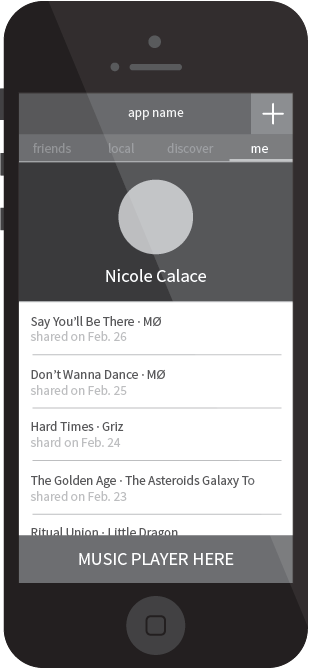 app name
friends local discover me
Nicole Calace
Say You'll Be There · MØ
shared on Feb. 26
Don't Wanna Dance · MØ
shared on Feb. 25
Hard Times · Griz
shard on Feb. 24
The Golden Age · The Asteroids Galaxy To
shared on Feb. 23
Ritual Union · Little Dragon
MUSIC PLAYER HERE